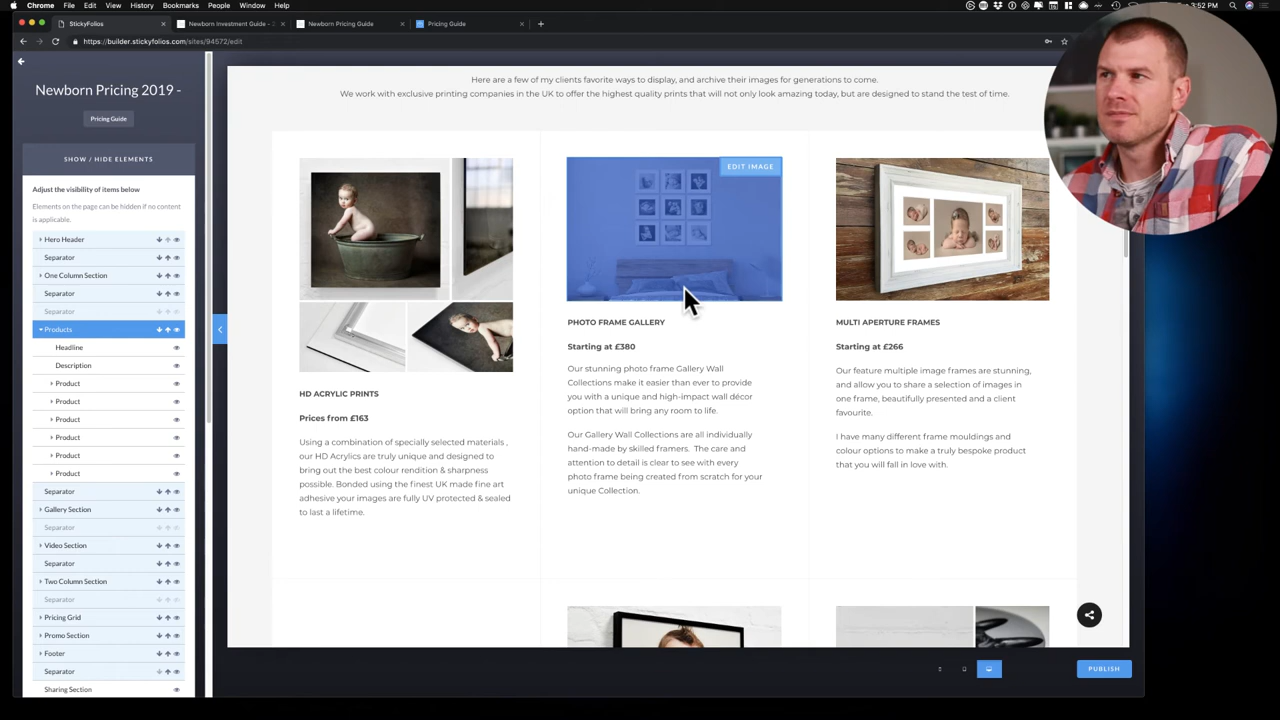 Chrome File Edit View History Bookmarks People Window Help
3:52 PM
StickyFolios
Newborn Investment Guide - 2
Newborn Pricing Guide
Pricing Guide
https://builder.stickyfolios.com/sites/94572/edit
Newborn Pricing 2019 -
Pricing Guide
SHOW / HIDE ELEMENTS
Adjust the visibility of items below
Elements on the page can be hidden if no content
is applicable.
Hero Header
Separator
One Column Section
Separator
Separator
Products
Headline
Description
Product
Product
Product
Product
Product
Product
Separator
Gallery Section
Separator
Video Section
Separator
Two Column Section
Separator
Pricing Grid
Promo Section
Footer
Separator
Sharing Section
Here are a few of my clients favorite ways to display, and archive their images for generations to come.
We work with exclusive printing companies in the UK to offer the highest quality prints that will not only look amazing today, but are designed to stand the test of time.
HD ACRYLIC PRINTS
Prices from £163
Using a combination of specially selected materials ,
our HD Acrylics are truly unique and designed to
bring out the best colour rendition & sharpness
possible. Bonded using the finest UK made fine art
adhesive your images are fully UV protected & sealed
to last a lifetime.
EDIT IMAGE
PHOTO FRAME GALLERY
Starting at £380
Our stunning photo frame Gallery Wall
Collections make it easier than ever to provide
you with a unique and high-impact wall décor
option that will bring any room to life.
Our Gallery Wall Collections are all individually
hand-made by skilled framers. The care and
attention to detail is clear to see with every
photo frame being created from scratch for your
unique Collection.
MULTI APERTURE FRAMES
Starting at £266
Our feature multiple image frames are stunning,
and allow you to share a selection of images in
one frame, beautifully presented and a client
favourite.
I have many different frame mouldings and
colour options to make a truly bespoke product
that you will fall in love with.
PUBLISH